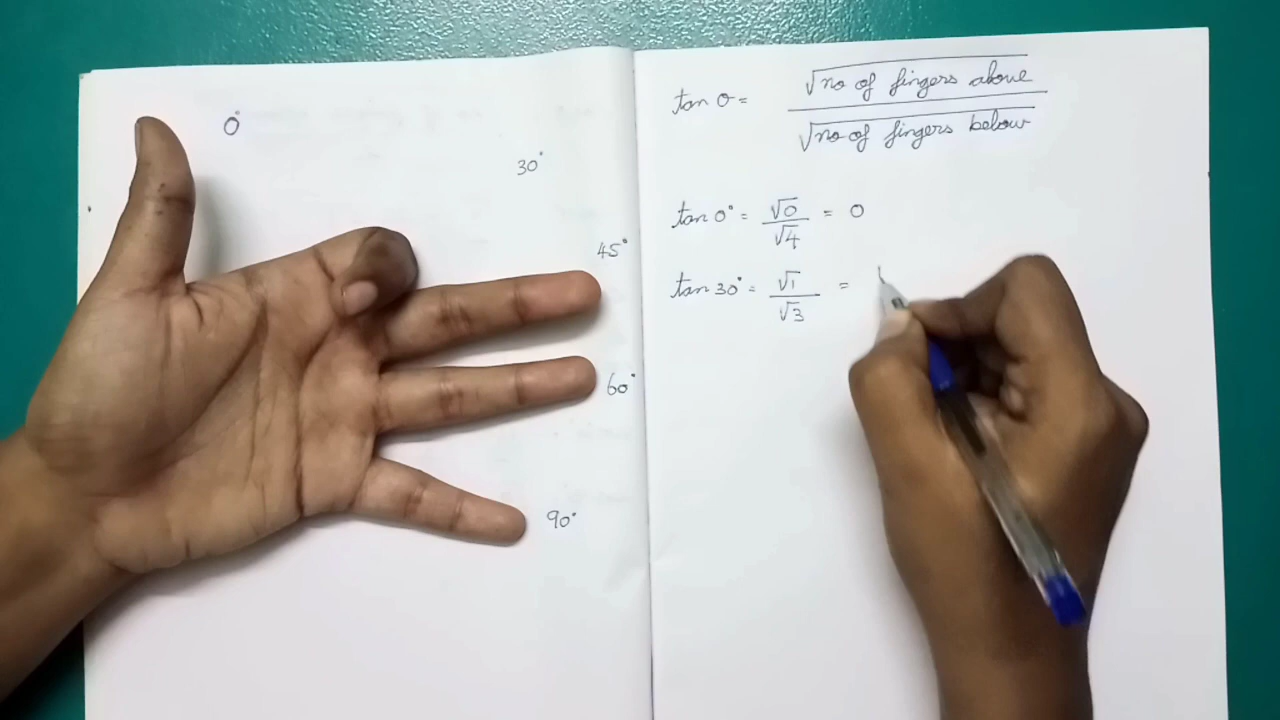 0°
30°
45°
60°
90°
tan θ = √no of fingers above / √no of fingers below
tan 0° = √0 / √4 = 0
tan 30° = √1 / √3 =